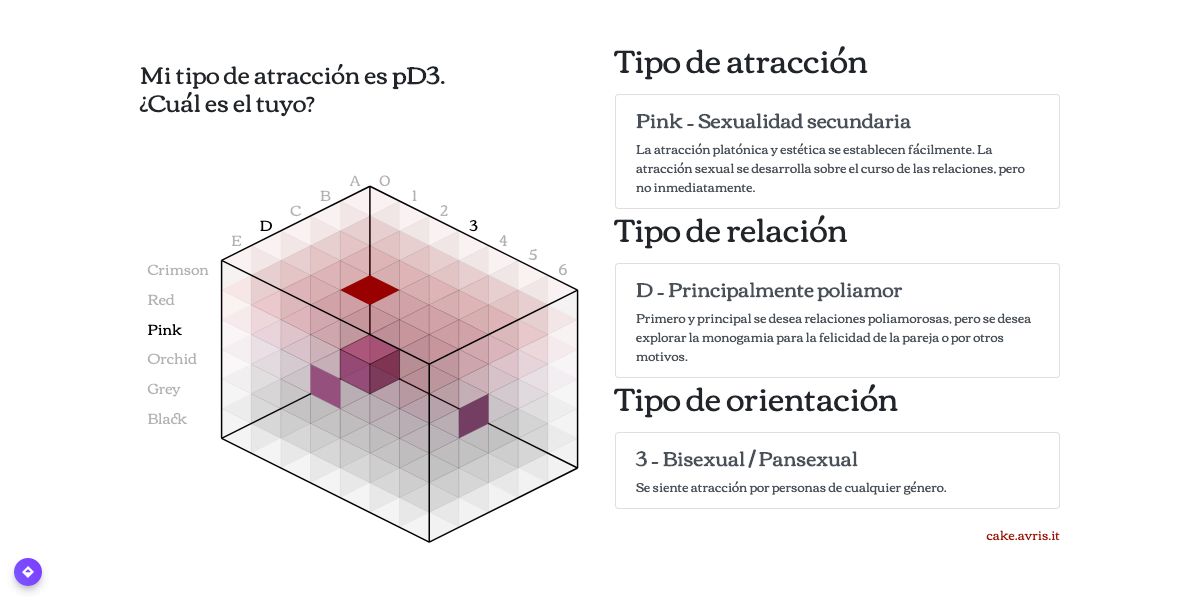 Mi tipo de atracción es pD3.
¿Cuál es el tuyo?
A
O
B
1
C
2
D
3
E
4
5
6
Crimson
Red
Pink
Orchid
Grey
Black
Tipo de atracción
Pink - Sexualidad secundaria
La atracción platónica y estética se establecen fácilmente. La
atracción sexual se desarrolla sobre el curso de las relaciones, pero
no inmediatamente.
Tipo de relación
D - Principalmente poliamor
Primero y principal se desea relaciones poliamorosas, pero se desea
explorar la monogamia para la felicidad de la pareja o por otros
motivos.
Tipo de orientación
3 - Bisexual / Pansexual
Se siente atracción por personas de cualquier género.
cake.avris.it